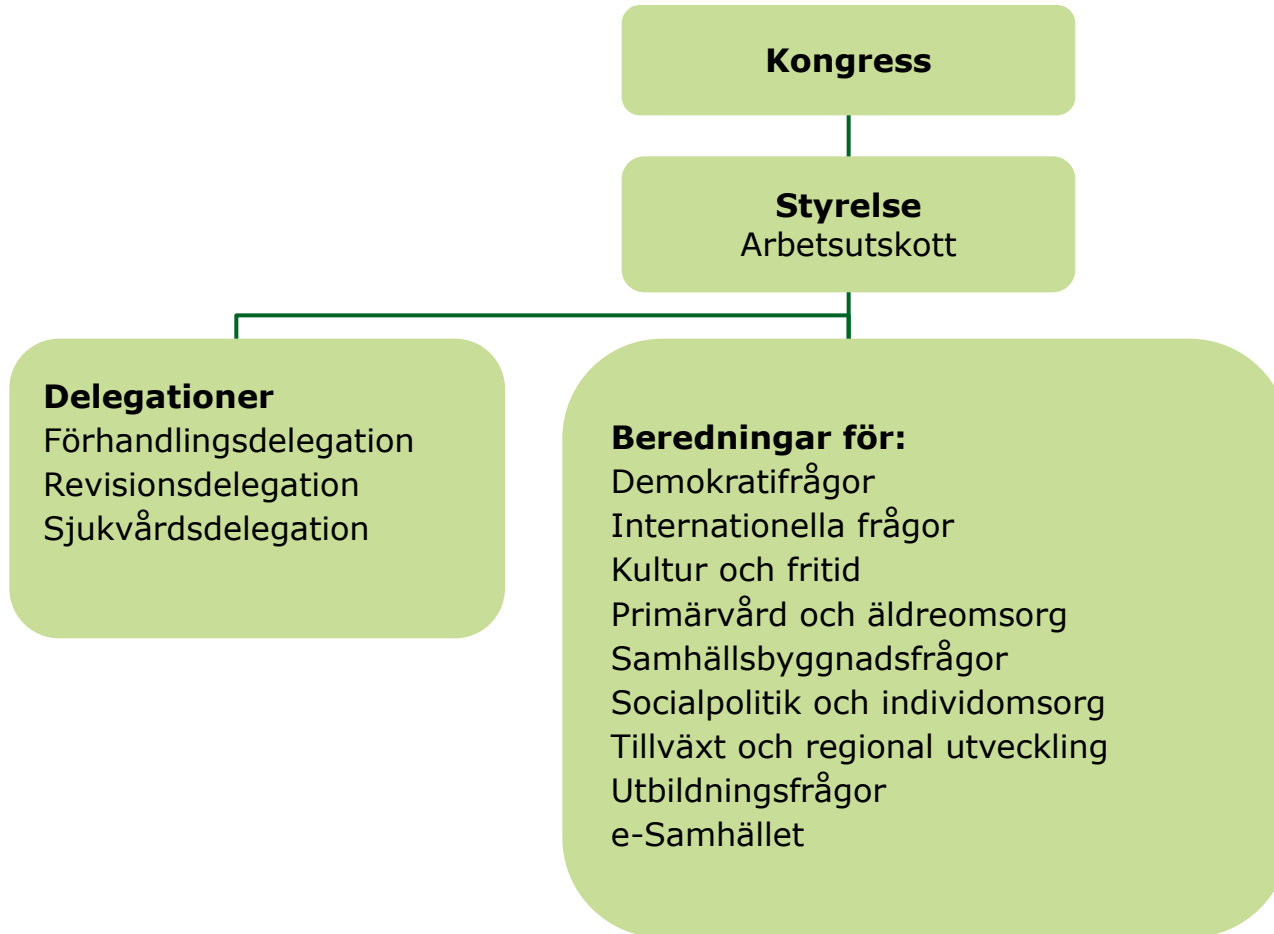 Kongress
Styrelse
Arbetsutskott
Delegationer
Förhandlingsdelegation
Revisionsdelegation
Sjukvårdsdelegation
Beredningar för:
Demokratifrågor
Internationella frågor
Kultur och fritid
Primärvård och äldreomsorg
Samhällsbyggnadsfrågor
Socialpolitik och individomsorg
Tillväxt och regional utveckling
Utbildningsfrågor
e-Samhället